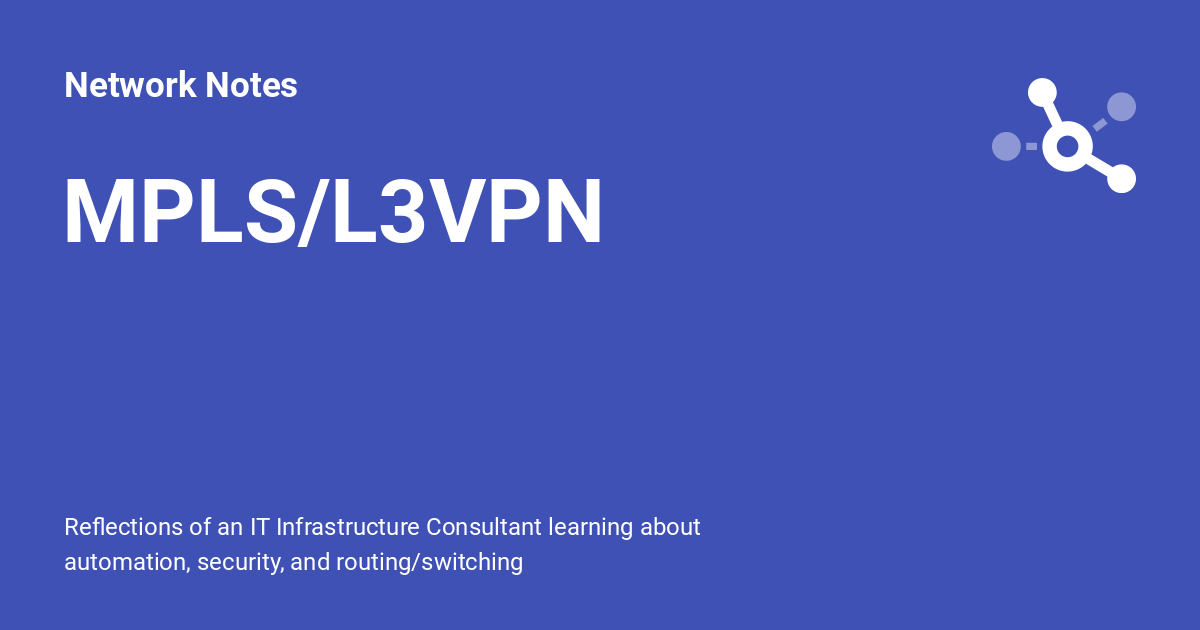 Network Notes
MPLS/L3VPN
Reflections of an IT Infrastructure Consultant learning about
automation, security, and routing/switching